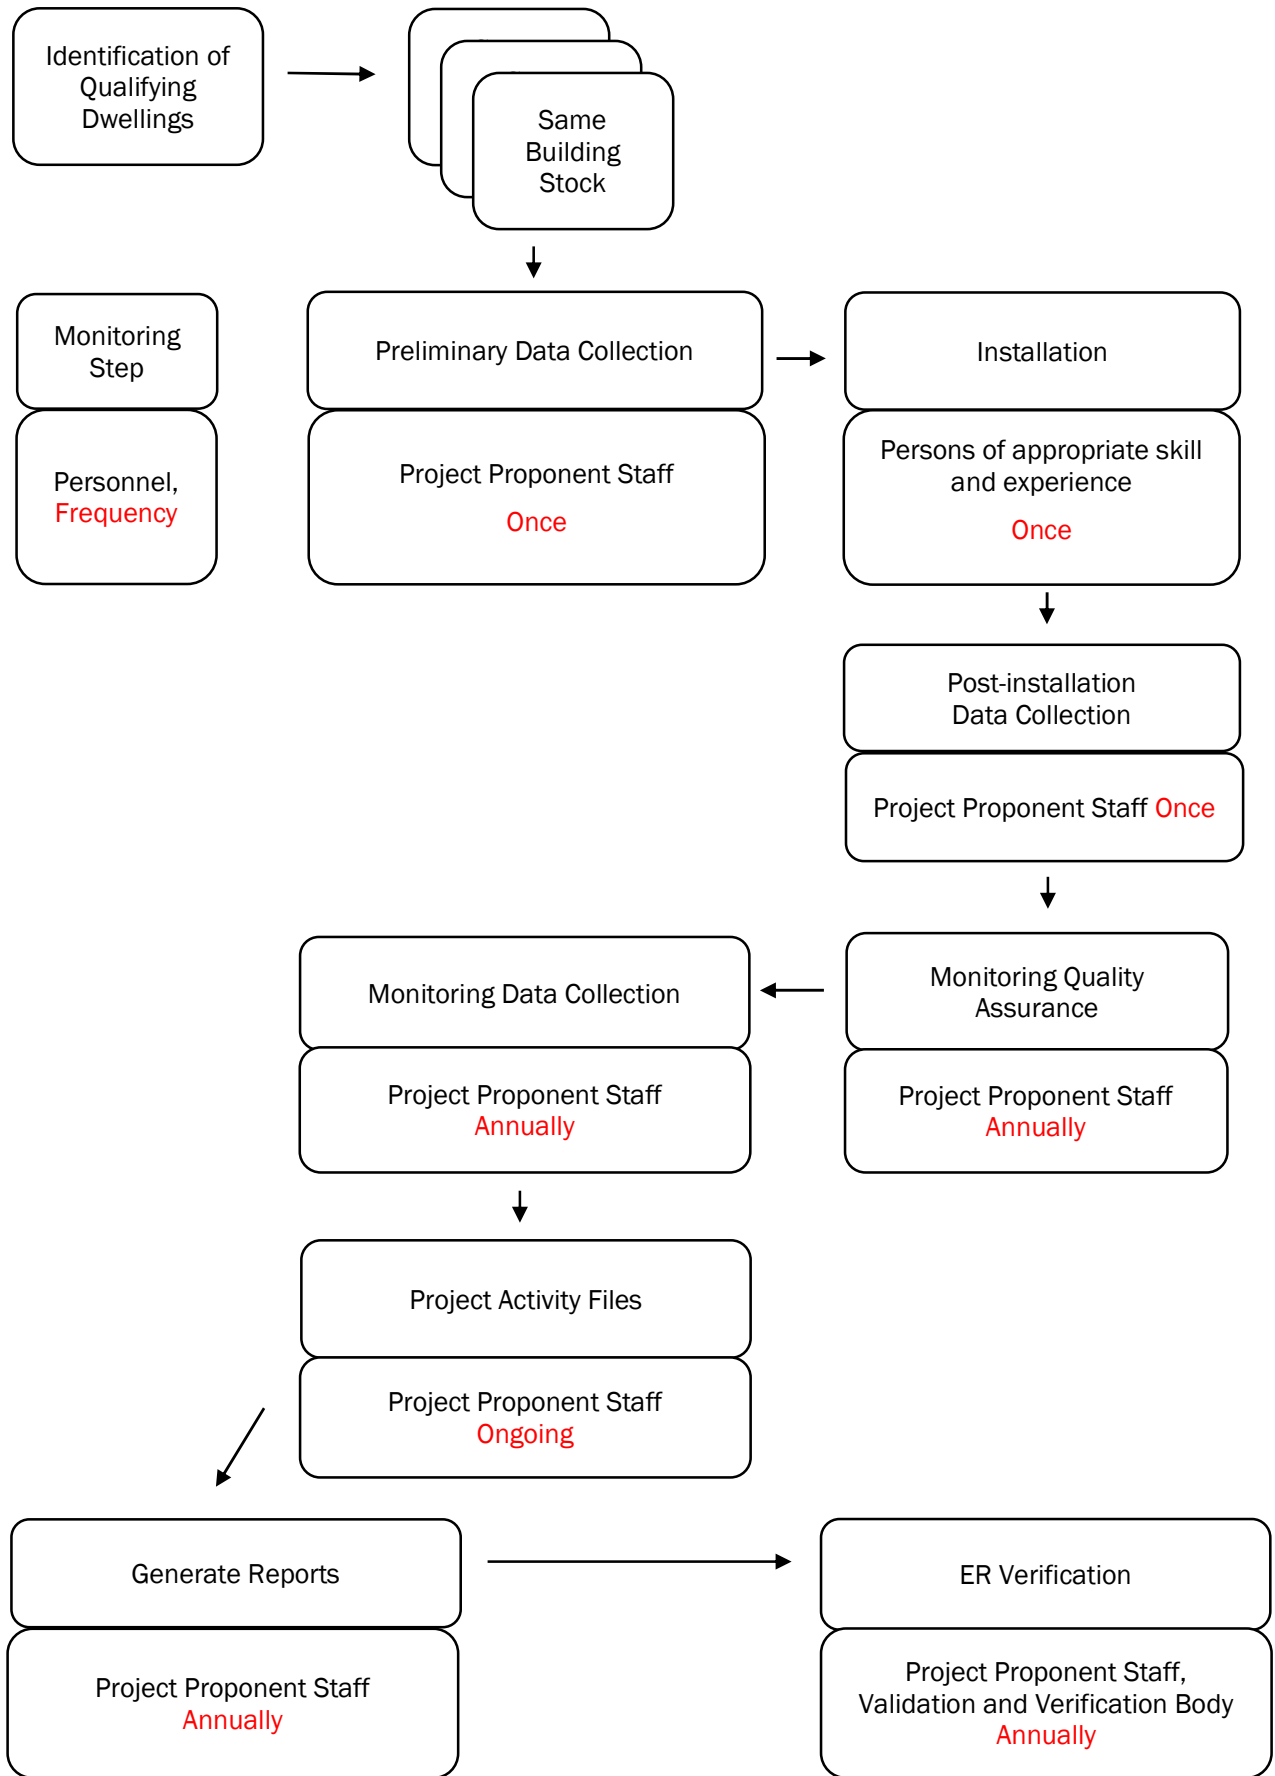 Identification of
Qualifying
Dwellings
Same
Building
Stock
Monitoring
Step
Personnel,
Frequency
Preliminary Data Collection
Project Proponent Staff
Once
Installation
Persons of appropriate skill
and experience
Once
Post-installation
Data Collection
Project Proponent Staff Once
Monitoring Quality
Assurance
Project Proponent Staff
Annually
Monitoring Data Collection
Project Proponent Staff
Annually
Project Activity Files
Project Proponent Staff
Ongoing
Generate Reports
Project Proponent Staff
Annually
ER Verification
Project Proponent Staff,
Validation and Verification Body
Annually